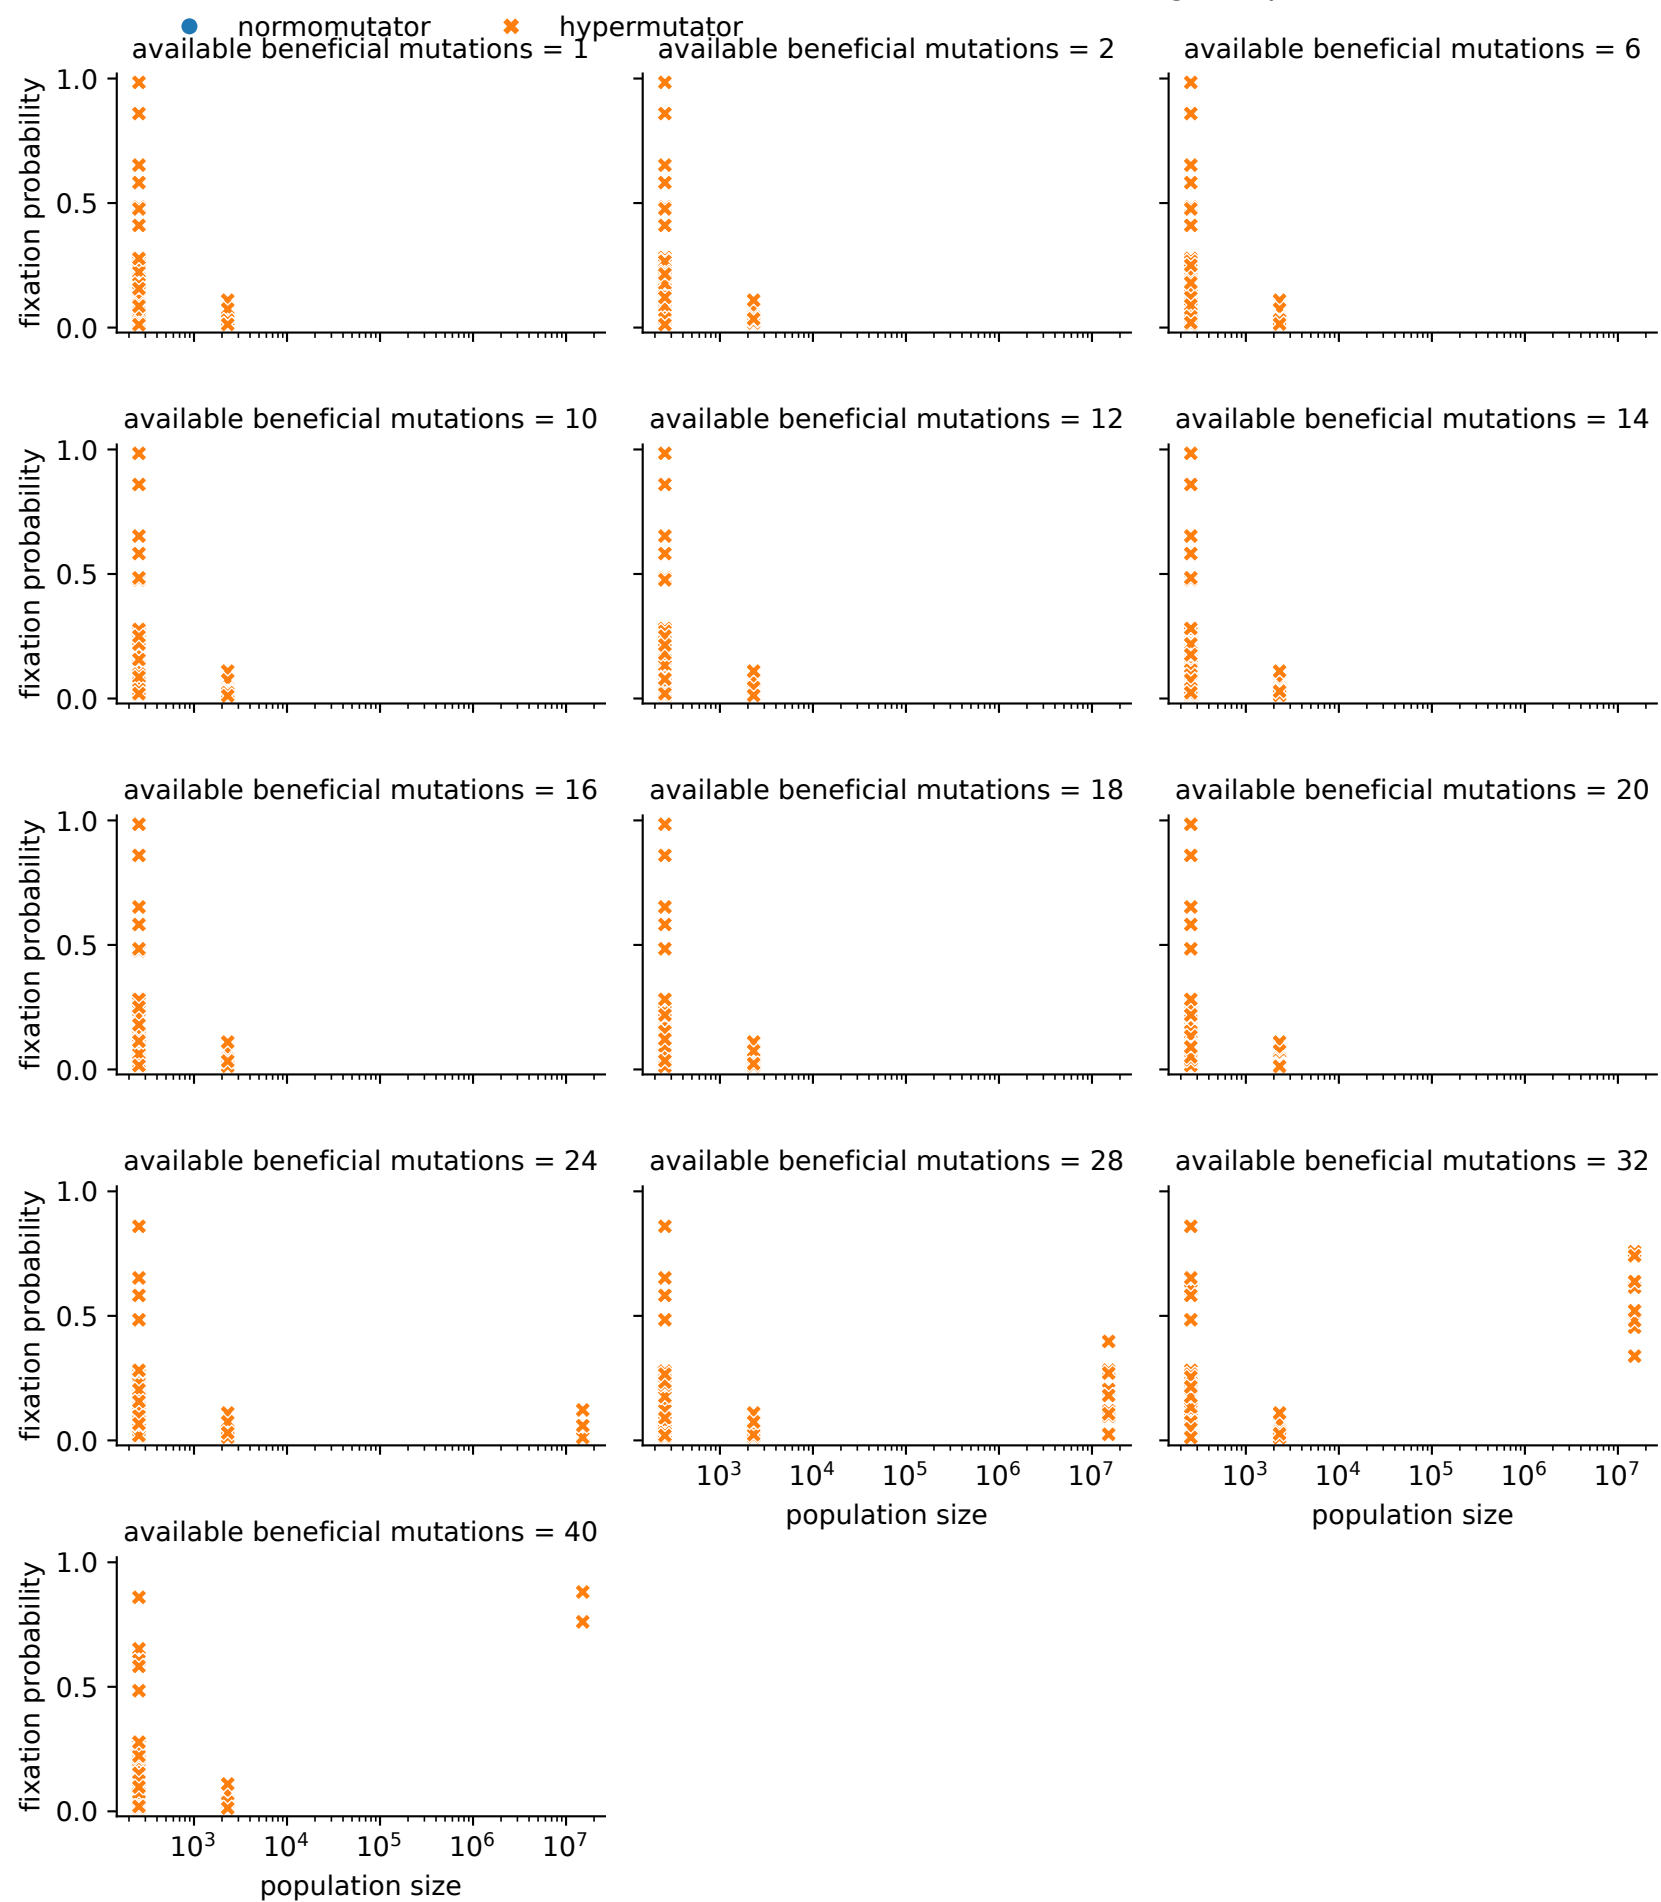 normomutator hypermutator
available beneficial mutations = 1 available beneficial mutations = 2 available beneficial mutations = 6
fixation probability
1.0
0.5
0.0
available beneficial mutations = 10 available beneficial mutations = 12 available beneficial mutations = 14
fixation probability
1.0
0.5
0.0
available beneficial mutations = 16 available beneficial mutations = 18 available beneficial mutations = 20
fixation probability
1.0
0.5
0.0
available beneficial mutations = 24 available beneficial mutations = 28 available beneficial mutations = 32
fixation probability
1.0
0.5
0.0
10³ 10⁴ 10⁵ 10⁶ 10⁷ 10³ 10⁴ 10⁵ 10⁶ 10⁷
population size population size
available beneficial mutations = 40
fixation probability
1.0
0.5
0.0
10³ 10⁴ 10⁵ 10⁶ 10⁷
population size